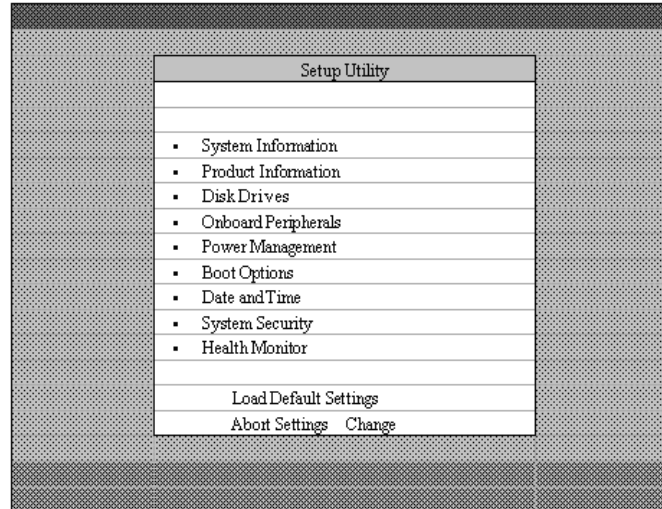 Setup Utility
▪ System Information
▪ Product Information
▪ Disk Drives
▪ Onboard Peripherals
▪ Power Management
▪ Boot Options
▪ Date and Time
▪ System Security
▪ Health Monitor
Load Default Settings
Abort Settings Change